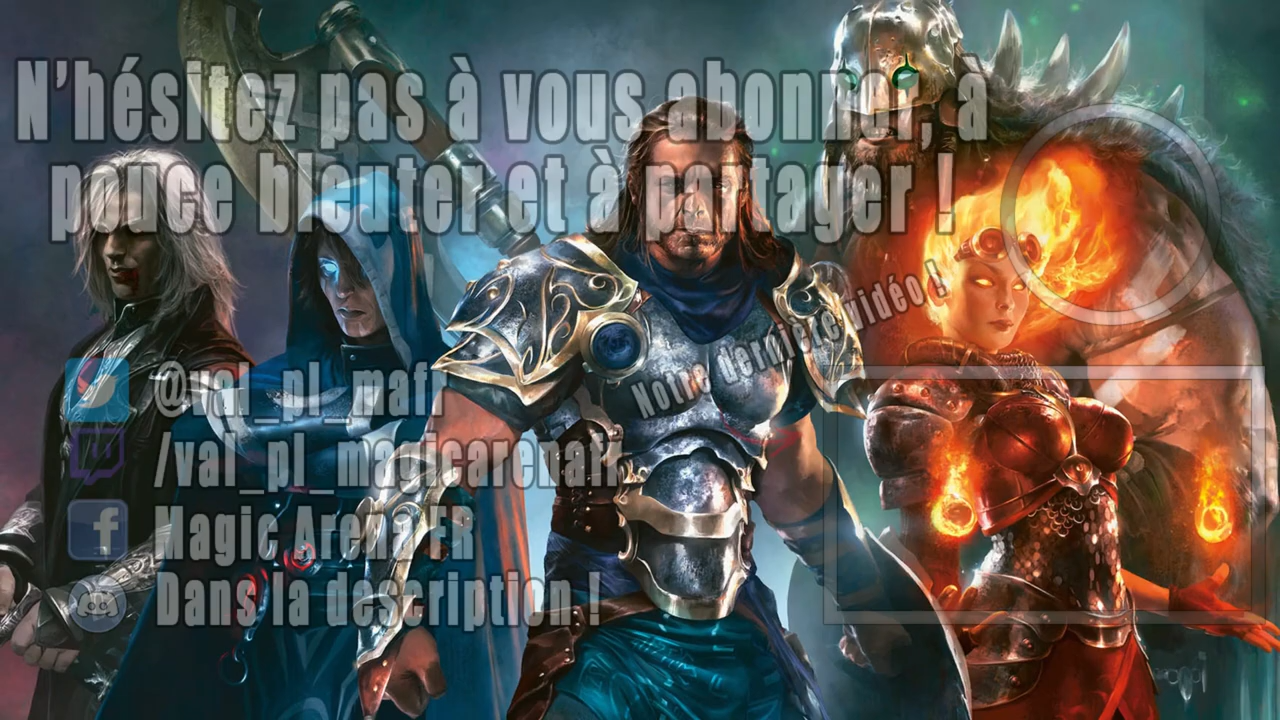 N'hésitez pas à vous abonner, à
pouce bleuter et à partager !
Notre dernière vidéo !
@val_pl_mafr
/val_pl_magicarenafr
Magic Arena FR
Dans la description !